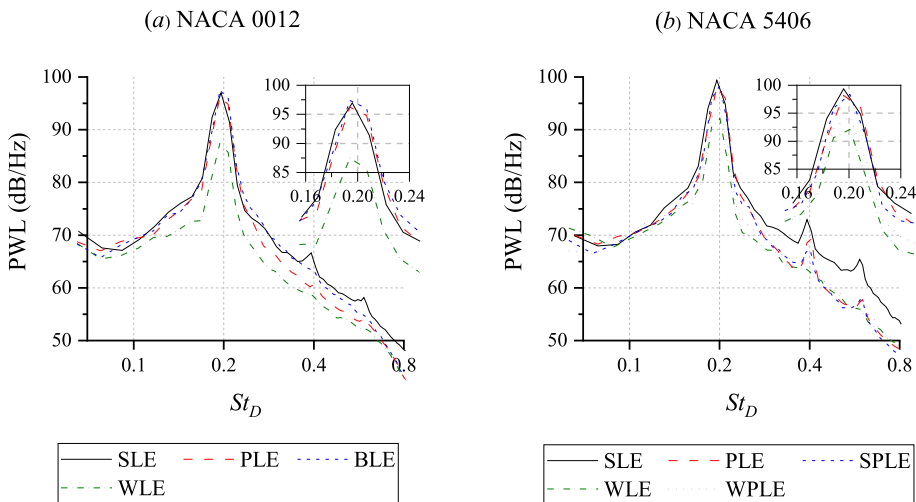 (a) NACA 0012
(b) NACA 5406
100
90
80
70
60
50
PWL (dB/Hz)
0.1 0.2 0.4 0.8
St_D
100
95
90
85
0.16 0.20 0.24
SLE PLE BLE
WLE
100
90
80
70
60
50
PWL (dB/Hz)
0.1 0.2 0.4 0.8
St_D
100
95
90
85
0.16 0.20 0.24
SLE PLE SPLE
WLE WPLE